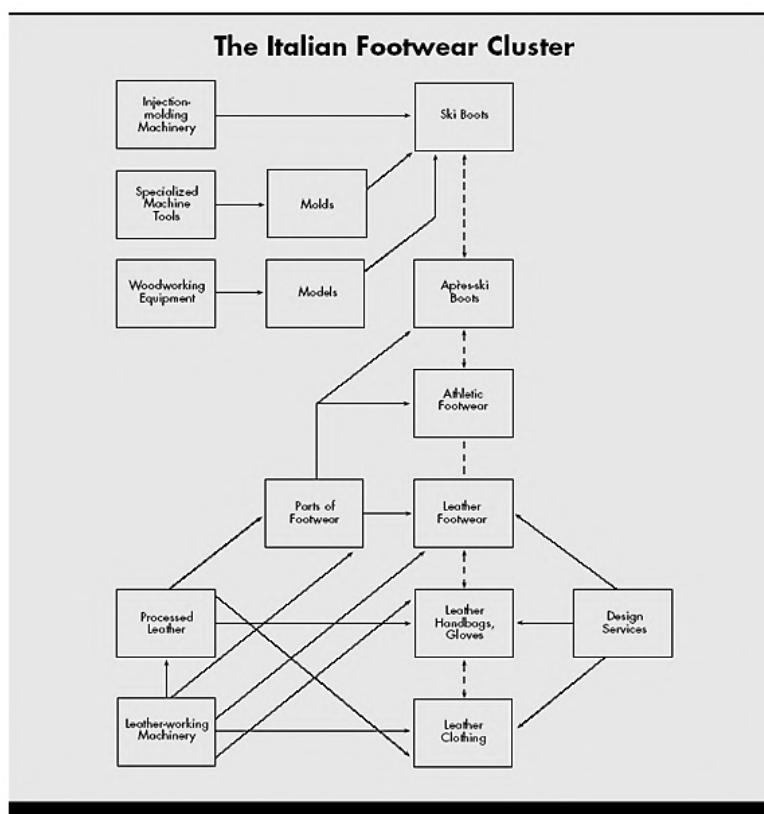 The Italian Footwear Cluster
Injection-
molding
Machinery
Ski Boots
Specialized
Machine
Tools
Molds
Woodworking
Equipment
Models
Après-ski
Boots
Athletic
Footwear
Parts of
Footwear
Leather
Footwear
Processed
Leather
Leather
Handbags,
Gloves
Design
Services
Leather-working
Machinery
Leather
Clothing